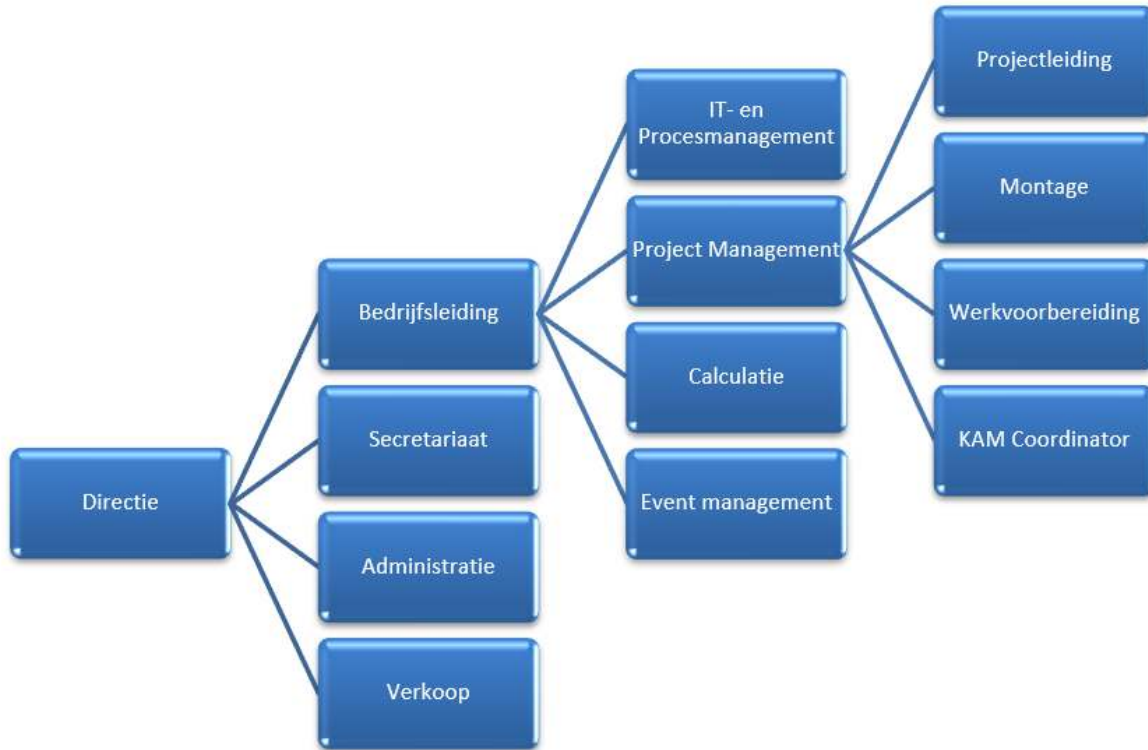 Directie
Bedrijfsleiding
Secretariaat
Administratie
Verkoop
IT- en
Procesmanagement
Project Management
Calculatie
Event management
Projectleiding
Montage
Werkvoorbereiding
KAM Coordinator